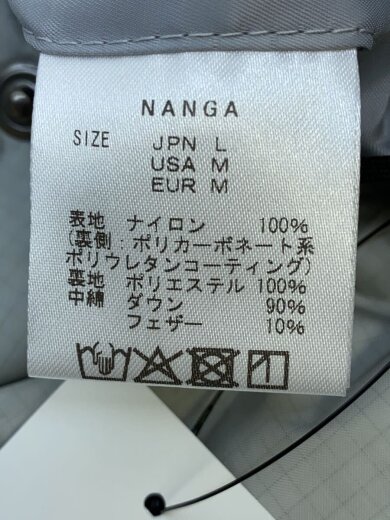 NANGA
SIZE JPN L
USA M
EUR M
表地 ナイロン 100%
(裏側:ポリカーボネート系
ポリウレタンコーティング)
裏地 ポリエステル 100%
中綿 ダウン 90%
フェザー 10%